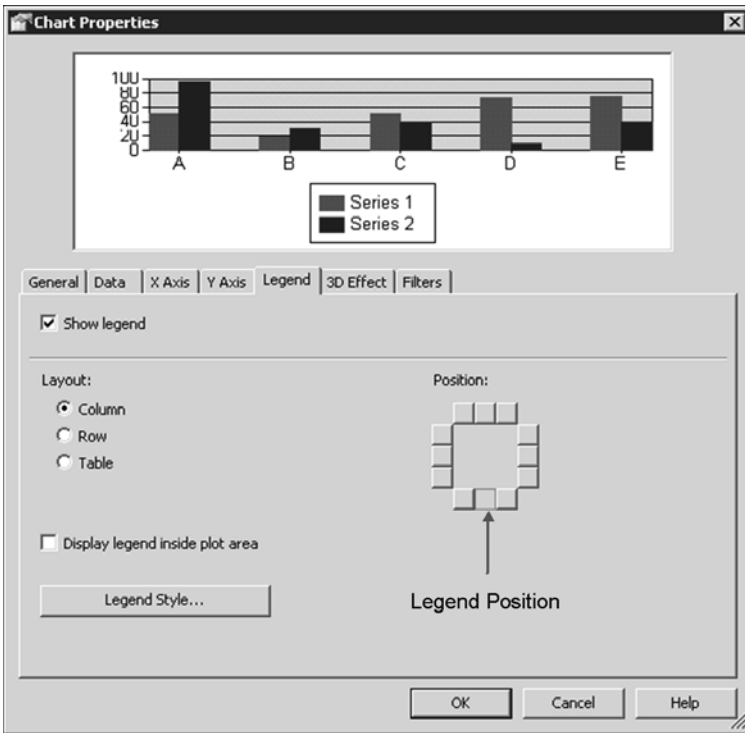 Chart Properties
100
80
60
40
20
0
A B C D E
Series 1
Series 2
General Data X Axis Y Axis Legend 3D Effect Filters
Show legend
Layout: Position:
Column
Row
Table
Display legend inside plot area
Legend Style...
Legend Position
OK Cancel Help